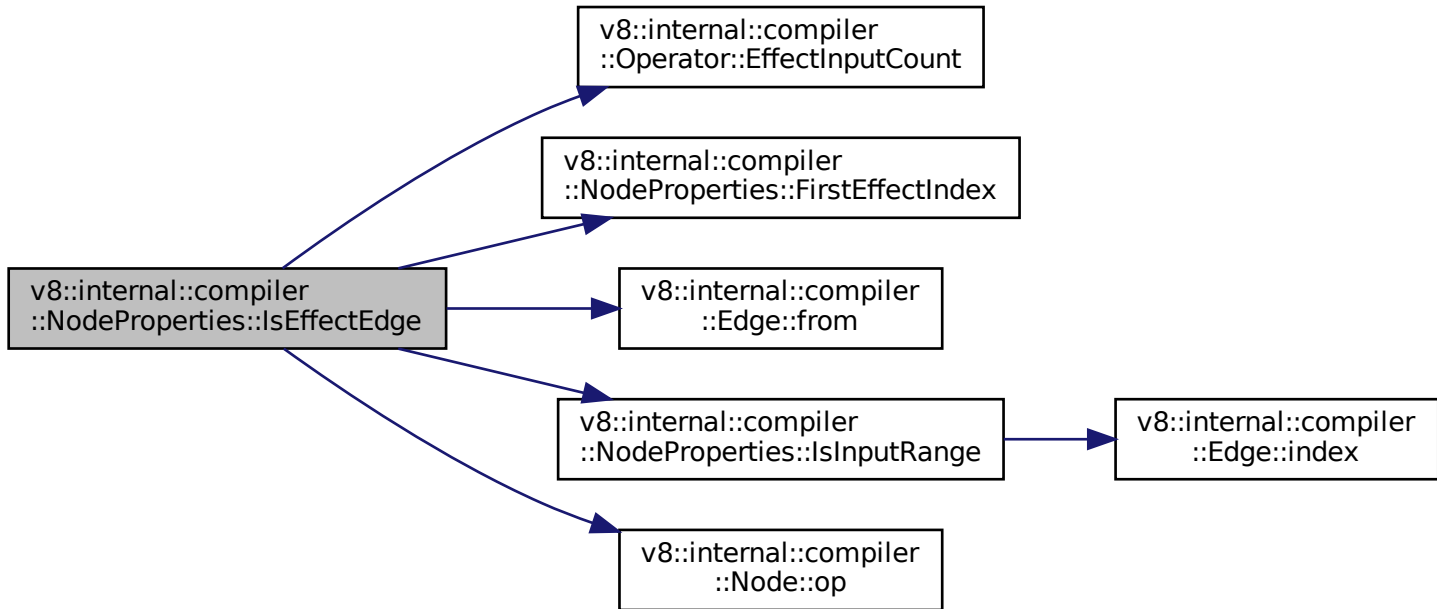 v8::internal::compiler
::Operator::EffectInputCount
v8::internal::compiler
::NodeProperties::FirstEffectIndex
v8::internal::compiler
::NodeProperties::IsEffectEdge
v8::internal::compiler
::Edge::from
v8::internal::compiler
::NodeProperties::IsInputRange
v8::internal::compiler
::Edge::index
v8::internal::compiler
::Node::op